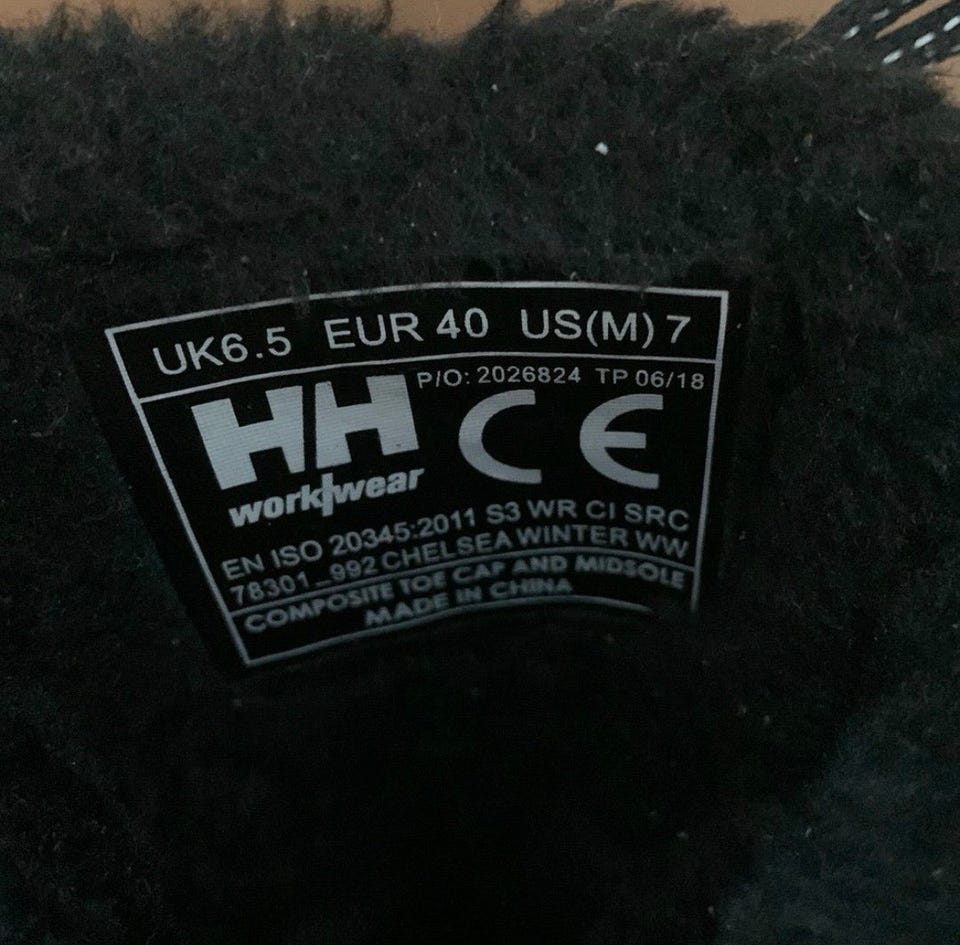 UK6.5 EUR 40 US(M) 7
P/O: 2026824 TP 06/18
HH CE
workwear
EN ISO 20345:2011 S3 WR CI SRC
78301_992 CHELSEA WINTER WW
COMPOSITE TOE CAP AND MIDSOLE
MADE IN CHINA